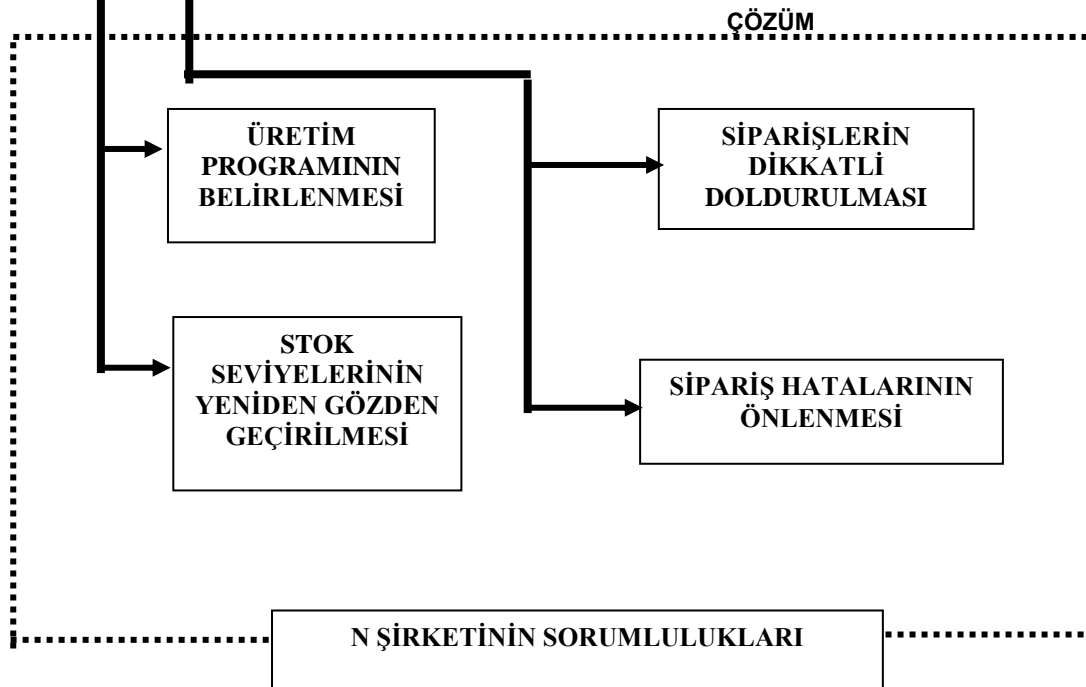 ÇÖZÜM
ÜRETİM
PROGRAMININ
BELİRLENMESİ
SİPARİŞLERİN
DİKKATLİ
DOLDURULMASI
STOK
SEVİYELERİNİN
YENİDEN GÖZDEN
GEÇİRİLMESİ
SİPARİŞ HATALARININ
ÖNLENMESİ
N ŞİRKETİNİN SORUMLULUKLARI